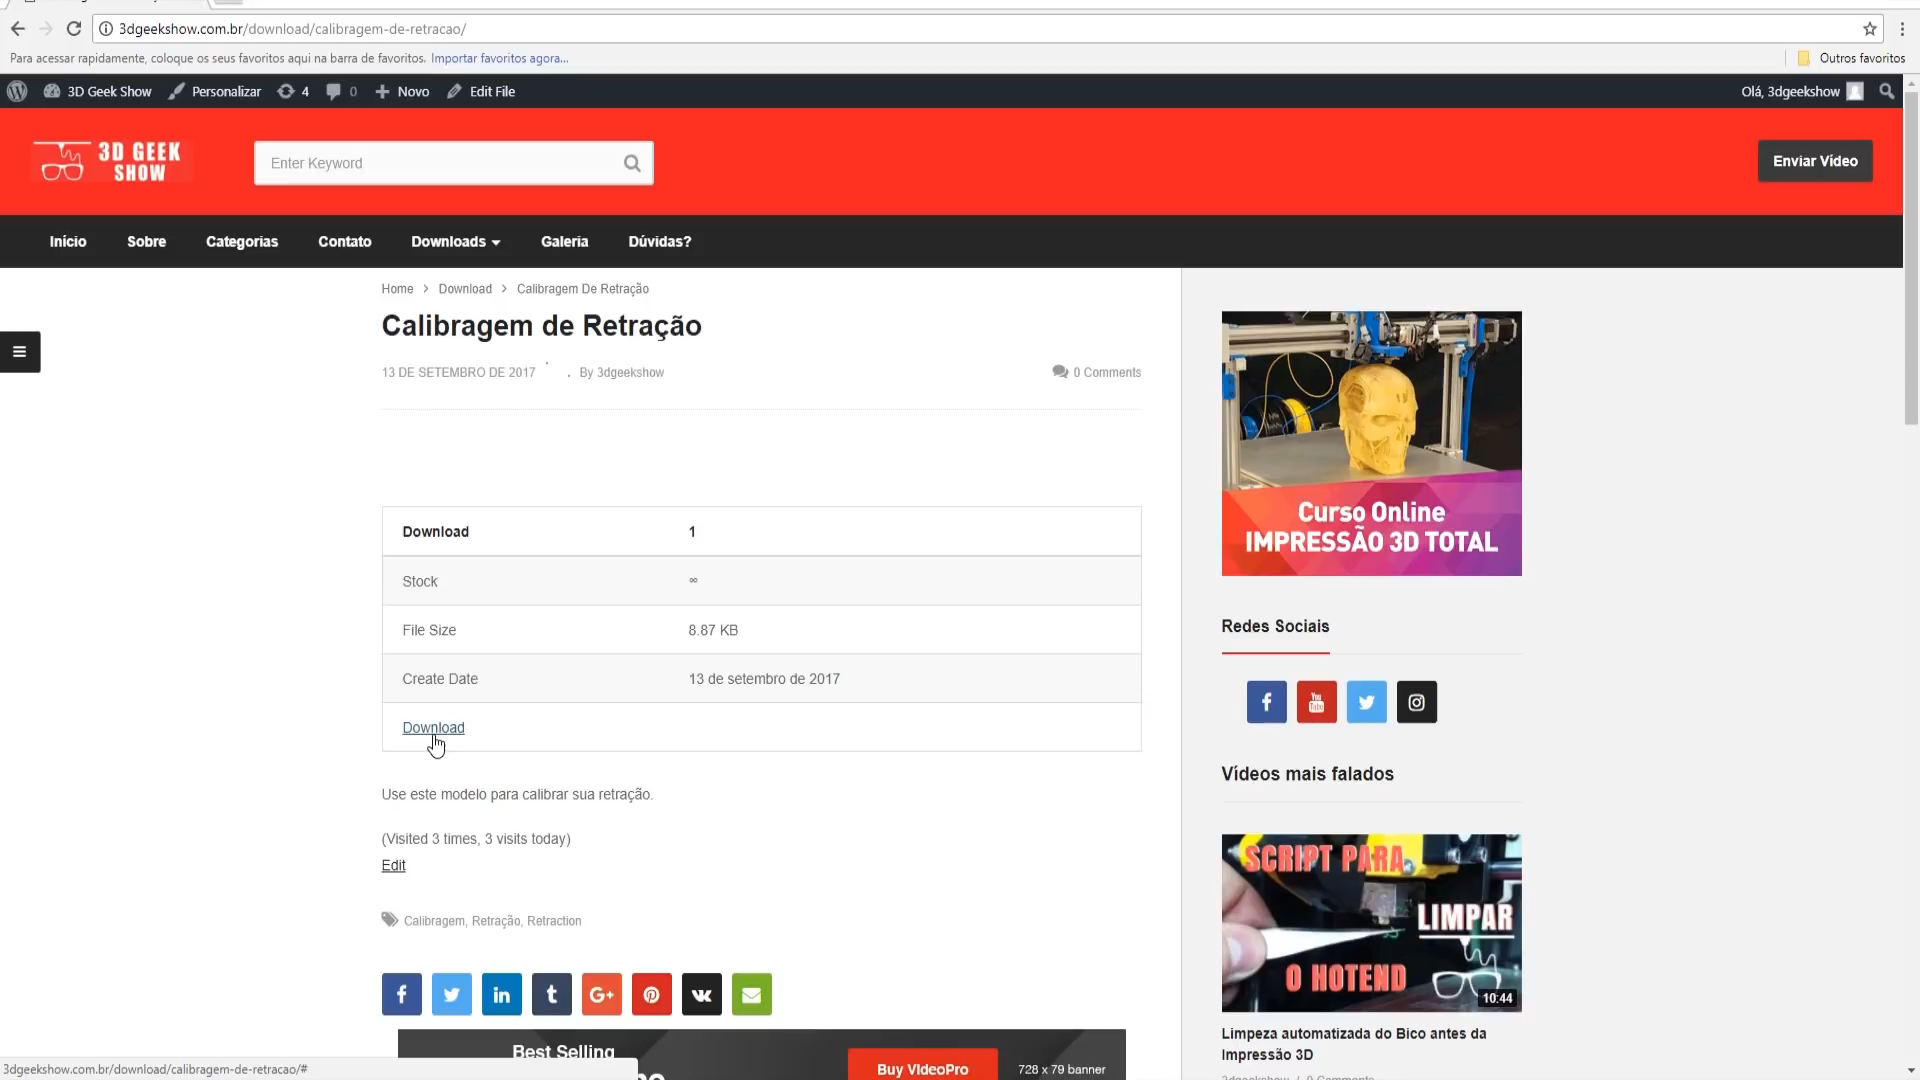 3dgeekshow.com.br/download/calibragem-de-retracao/
Para acessar rapidamente, coloque os seus favoritos aqui na barra de favoritos. Importar favoritos agora...
Outros favoritos
3D Geek Show
Personalizar
4
0
Novo
Edit File
Olá, 3dgeekshow
3D GEEK
SHOW
Enter Keyword
Enviar Vídeo
Início
Sobre
Categorias
Contato
Downloads
Galeria
Dúvidas?
Home > Download > Calibragem De Retração
Calibragem de Retração
13 DE SETEMBRO DE 2017 . By 3dgeekshow
0 Comments
Download 1
Stock ∞
File Size 8.87 KB
Create Date 13 de setembro de 2017
Download
Use este modelo para calibrar sua retração.
(Visited 3 times, 3 visits today)
Edit
Calibragem, Retração, Retraction
Best Selling
Buy VideoPro
728 x 79 banner
Curso Online
IMPRESSÃO 3D TOTAL
Redes Sociais
You
Tube
Vídeos mais falados
SCRIPT PARA
LIMPAR
O HOTEND
10:44
Limpeza automatizada do Bico antes da
Impressão 3D
3dgeekshow / 0 Comments
3dgeekshow.com.br/download/calibragem-de-retracao/#